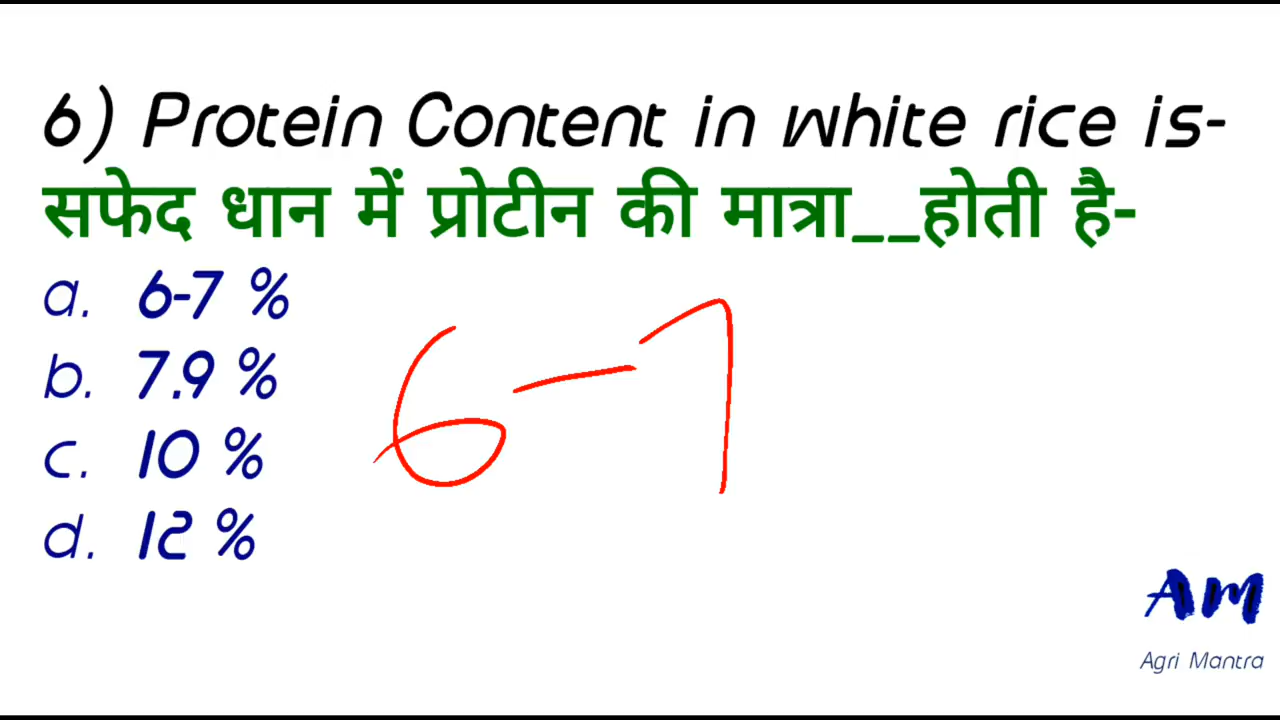 6) Protein Content in white rice is-
सफेद धान में प्रोटीन की मात्रा__होती है-
a. 6-7 %
b. 7.9 %
c. 10 %
d. 12 %
6-7
AM
Agri Mantra